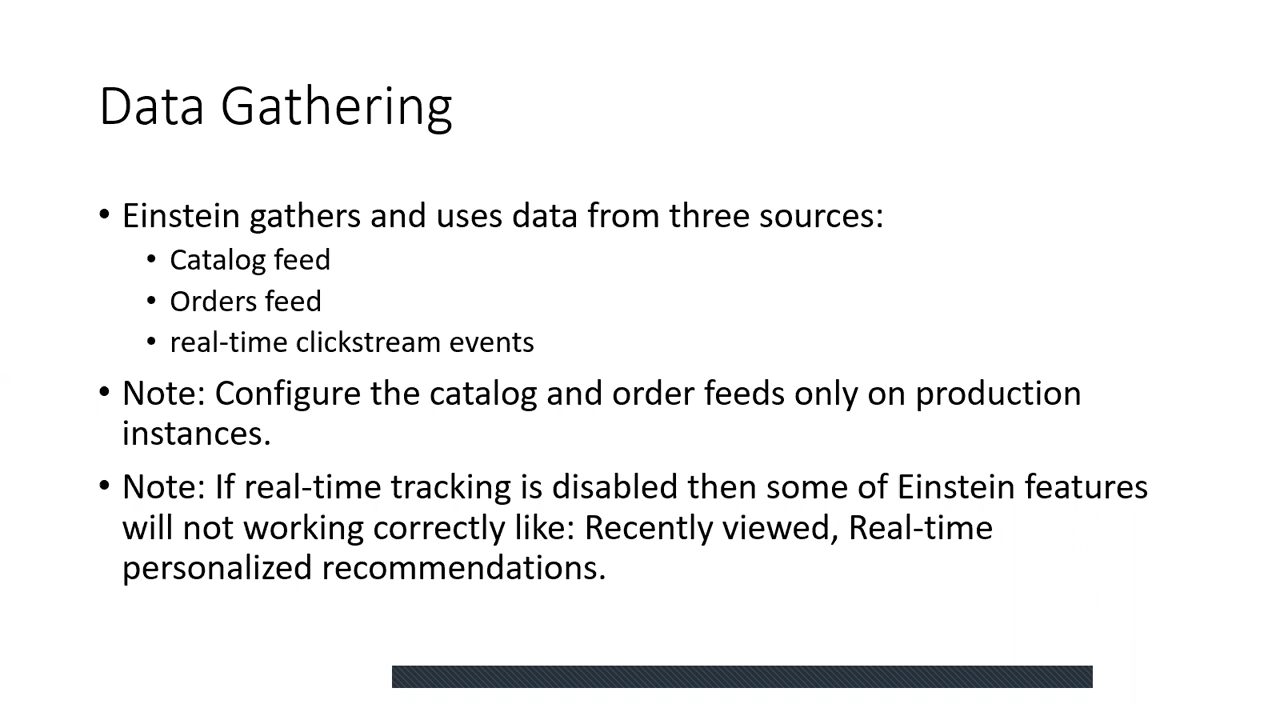 Data Gathering
• Einstein gathers and uses data from three sources:
• Catalog feed
• Orders feed
• real-time clickstream events
• Note: Configure the catalog and order feeds only on production
instances.
• Note: If real-time tracking is disabled then some of Einstein features
will not working correctly like: Recently viewed, Real-time
personalized recommendations.